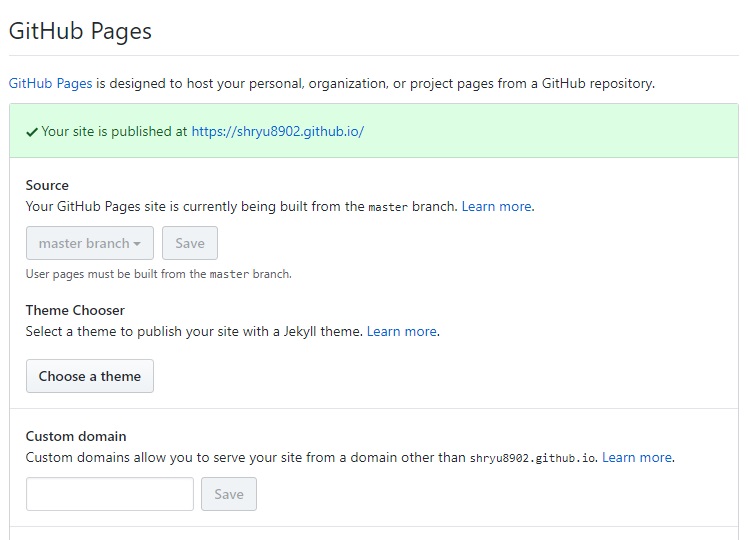 GitHub Pages
GitHub Pages is designed to host your personal, organization, or project pages from a GitHub repository.
Your site is published at https://shryu8902.github.io/
Source
Your GitHub Pages site is currently being built from the master branch. Learn more.
master branch
Save
User pages must be built from the master branch.
Theme Chooser
Select a theme to publish your site with a Jekyll theme. Learn more.
Choose a theme
Custom domain
Custom domains allow you to serve your site from a domain other than shryu8902.github.io. Learn more.
Save